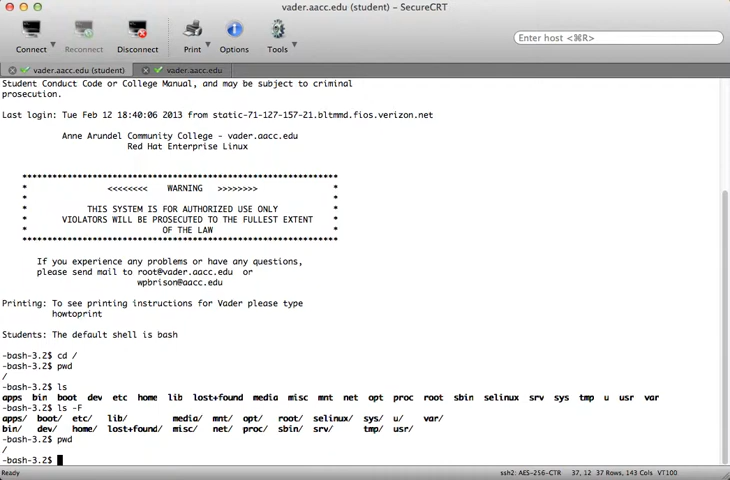 vader.aacc.edu (student) – SecureCRT
Connect Reconnect Disconnect Print Options Tools Enter host <⌘R>
vader.aacc.edu (student) vader.aacc.edu
Student Conduct Code or College Manual, and may be subject to criminal
prosecution.
Last login: Tue Feb 12 18:40:06 2013 from static-71-127-157-21.bltmmd.fios.verizon.net
Anne Arundel Community College - vader.aacc.edu
Red Hat Enterprise Linux
************************************************************
* <<<<<<<< WARNING >>>>>>>> *
* *
* THIS SYSTEM IS FOR AUTHORIZED USE ONLY *
* VIOLATORS WILL BE PROSECUTED TO THE FULLEST EXTENT *
* OF THE LAW *
************************************************************
If you experience any problems or have any questions,
please send mail to root@vader.aacc.edu or
wpbrison@aacc.edu
Printing: To see printing instructions for Vader please type
howtoprint
Students: The default shell is bash
-bash-3.2$ cd /
-bash-3.2$ pwd
/
-bash-3.2$ ls
apps bin boot dev etc home lib lost+found media misc mnt net opt proc root sbin selinux srv sys tmp u usr var
-bash-3.2$ ls -F
apps/ boot/ etc/ lib/ media/ mnt/ opt/ root/ selinux/ sys/ u/ var/
bin/ dev/ home/ lost+found/ misc/ net/ proc/ sbin/ srv/ tmp/ usr/
-bash-3.2$ pwd
/
-bash-3.2$
Ready ssh2: AES-256-CTR 37, 12 37 Rows, 143 Cols VT100